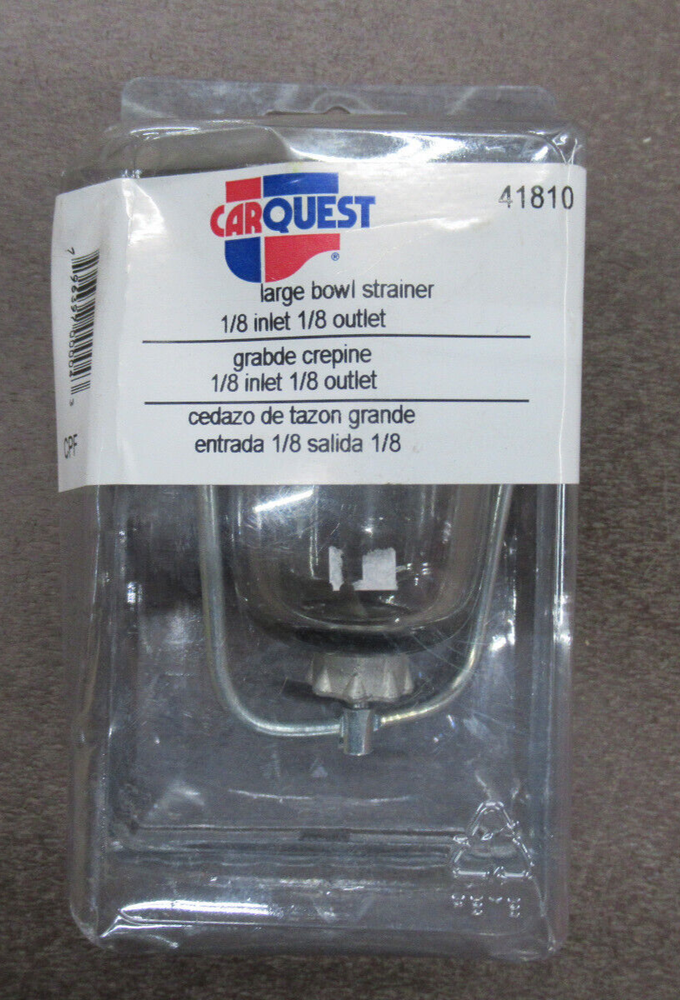 CARQUEST
®
41810
large bowl strainer
1/8 inlet 1/8 outlet
grabde crepine
1/8 inlet 1/8 outlet
cedazo de tazon grande
entrada 1/8 salida 1/8
CPF